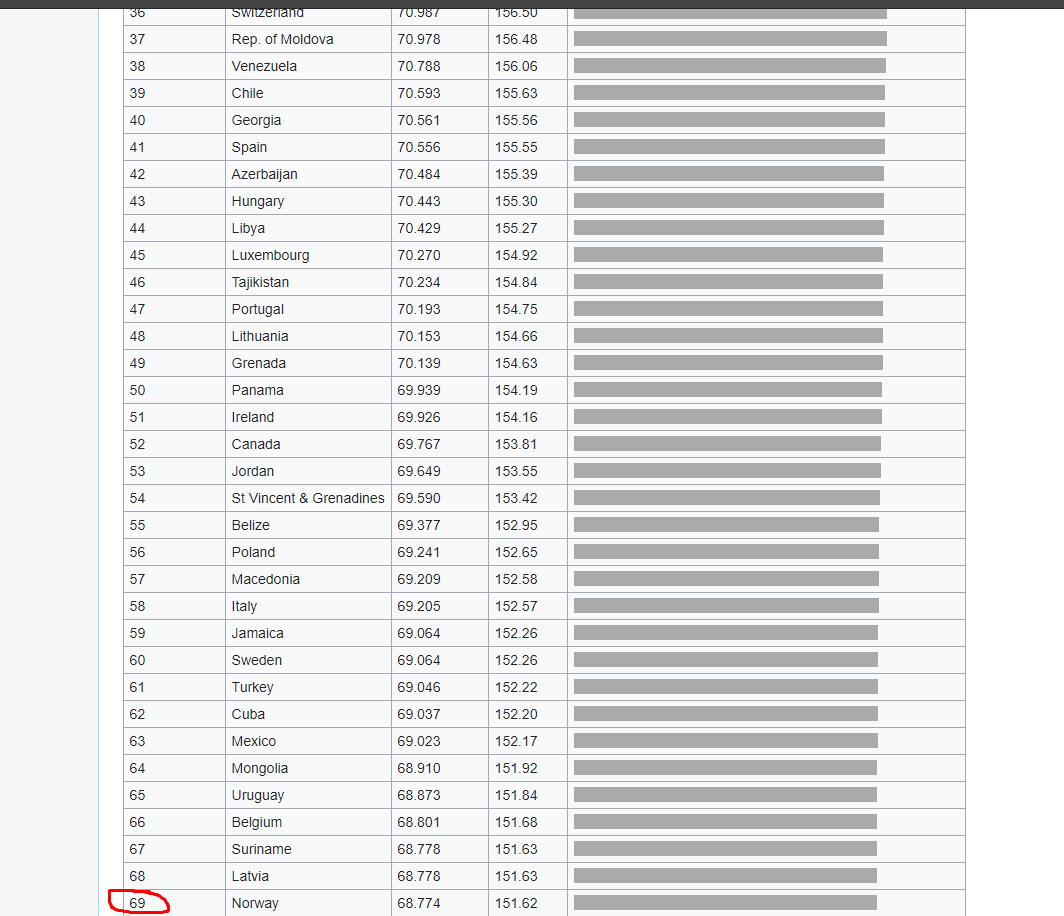 36 Switzerland 70.987 156.50
37 Rep. of Moldova 70.978 156.48
38 Venezuela 70.788 156.06
39 Chile 70.593 155.63
40 Georgia 70.561 155.56
41 Spain 70.556 155.55
42 Azerbaijan 70.484 155.39
43 Hungary 70.443 155.30
44 Libya 70.429 155.27
45 Luxembourg 70.270 154.92
46 Tajikistan 70.234 154.84
47 Portugal 70.193 154.75
48 Lithuania 70.153 154.66
49 Grenada 70.139 154.63
50 Panama 69.939 154.19
51 Ireland 69.926 154.16
52 Canada 69.767 153.81
53 Jordan 69.649 153.55
54 St Vincent & Grenadines 69.590 153.42
55 Belize 69.377 152.95
56 Poland 69.241 152.65
57 Macedonia 69.209 152.58
58 Italy 69.205 152.57
59 Jamaica 69.064 152.26
60 Sweden 69.064 152.26
61 Turkey 69.046 152.22
62 Cuba 69.037 152.20
63 Mexico 69.023 152.17
64 Mongolia 68.910 151.92
65 Uruguay 68.873 151.84
66 Belgium 68.801 151.68
67 Suriname 68.778 151.63
68 Latvia 68.778 151.63
69 Norway 68.774 151.62